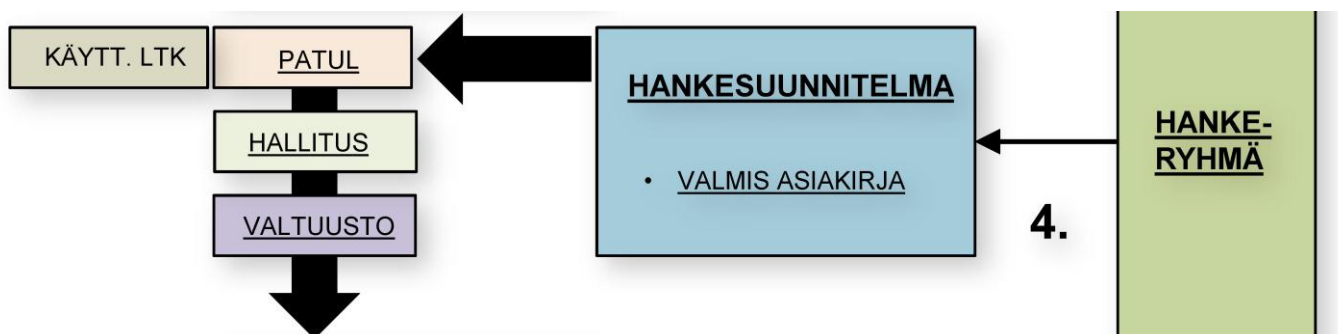 KÄYTT. LTK
PATUL
HALLITUS
VALTUUSTO
HANKESUUNNITELMA
• VALMIS ASIAKIRJA
4.
HANKE-
RYHMÄ